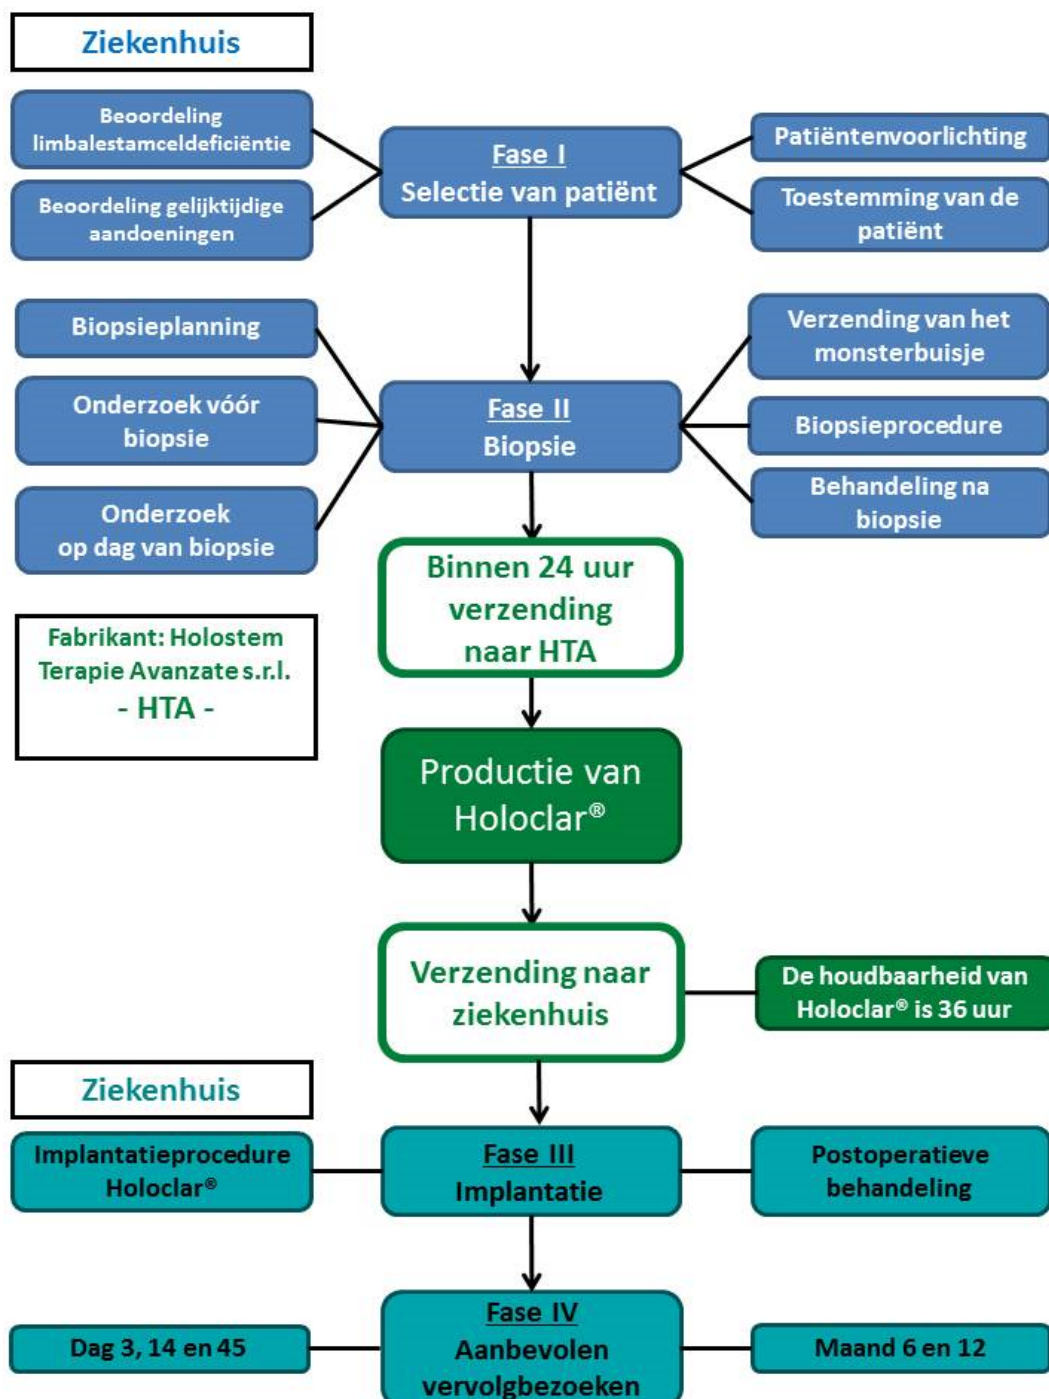 Ziekenhuis
Beoordeling
limbalestamceldeficiëntie
Beoordeling gelijktijdige
aandoeningen
Fase I
Selectie van patiënt
Patiëntenvoorlichting
Toestemming van de
patiënt
Biopsieplanning
Onderzoek vóór
biopsie
Onderzoek
op dag van biopsie
Fase II
Biopsie
Verzending van het
monsterbuisje
Biopsieprocedure
Behandeling na
biopsie
Binnen 24 uur
verzending
naar HTA
Fabrikant: Holostem
Terapie Avanzate s.r.l.
- HTA -
Productie van
Holoclar®
Verzending naar
ziekenhuis
De houdbaarheid van
Holoclar® is 36 uur
Ziekenhuis
Implantatieprocedure
Holoclar®
Fase III
Implantatie
Postoperatieve
behandeling
Dag 3, 14 en 45
Fase IV
Aanbevolen
vervolgbezoeken
Maand 6 en 12